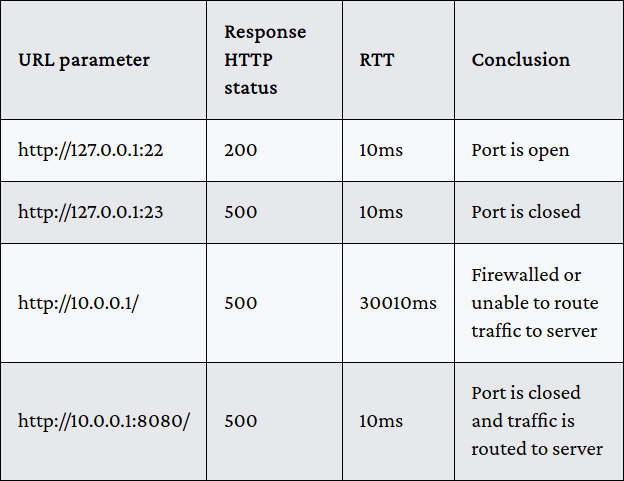 URL parameter
Response
HTTP
status
RTT
Conclusion
http://127.0.0.1:22
200
10ms
Port is open
http://127.0.0.1:23
500
10ms
Port is closed
http://10.0.0.1/
500
30010ms
Firewalled or
unable to route
traffic to server
http://10.0.0.1:8080/
500
10ms
Port is closed
and traffic is
routed to server